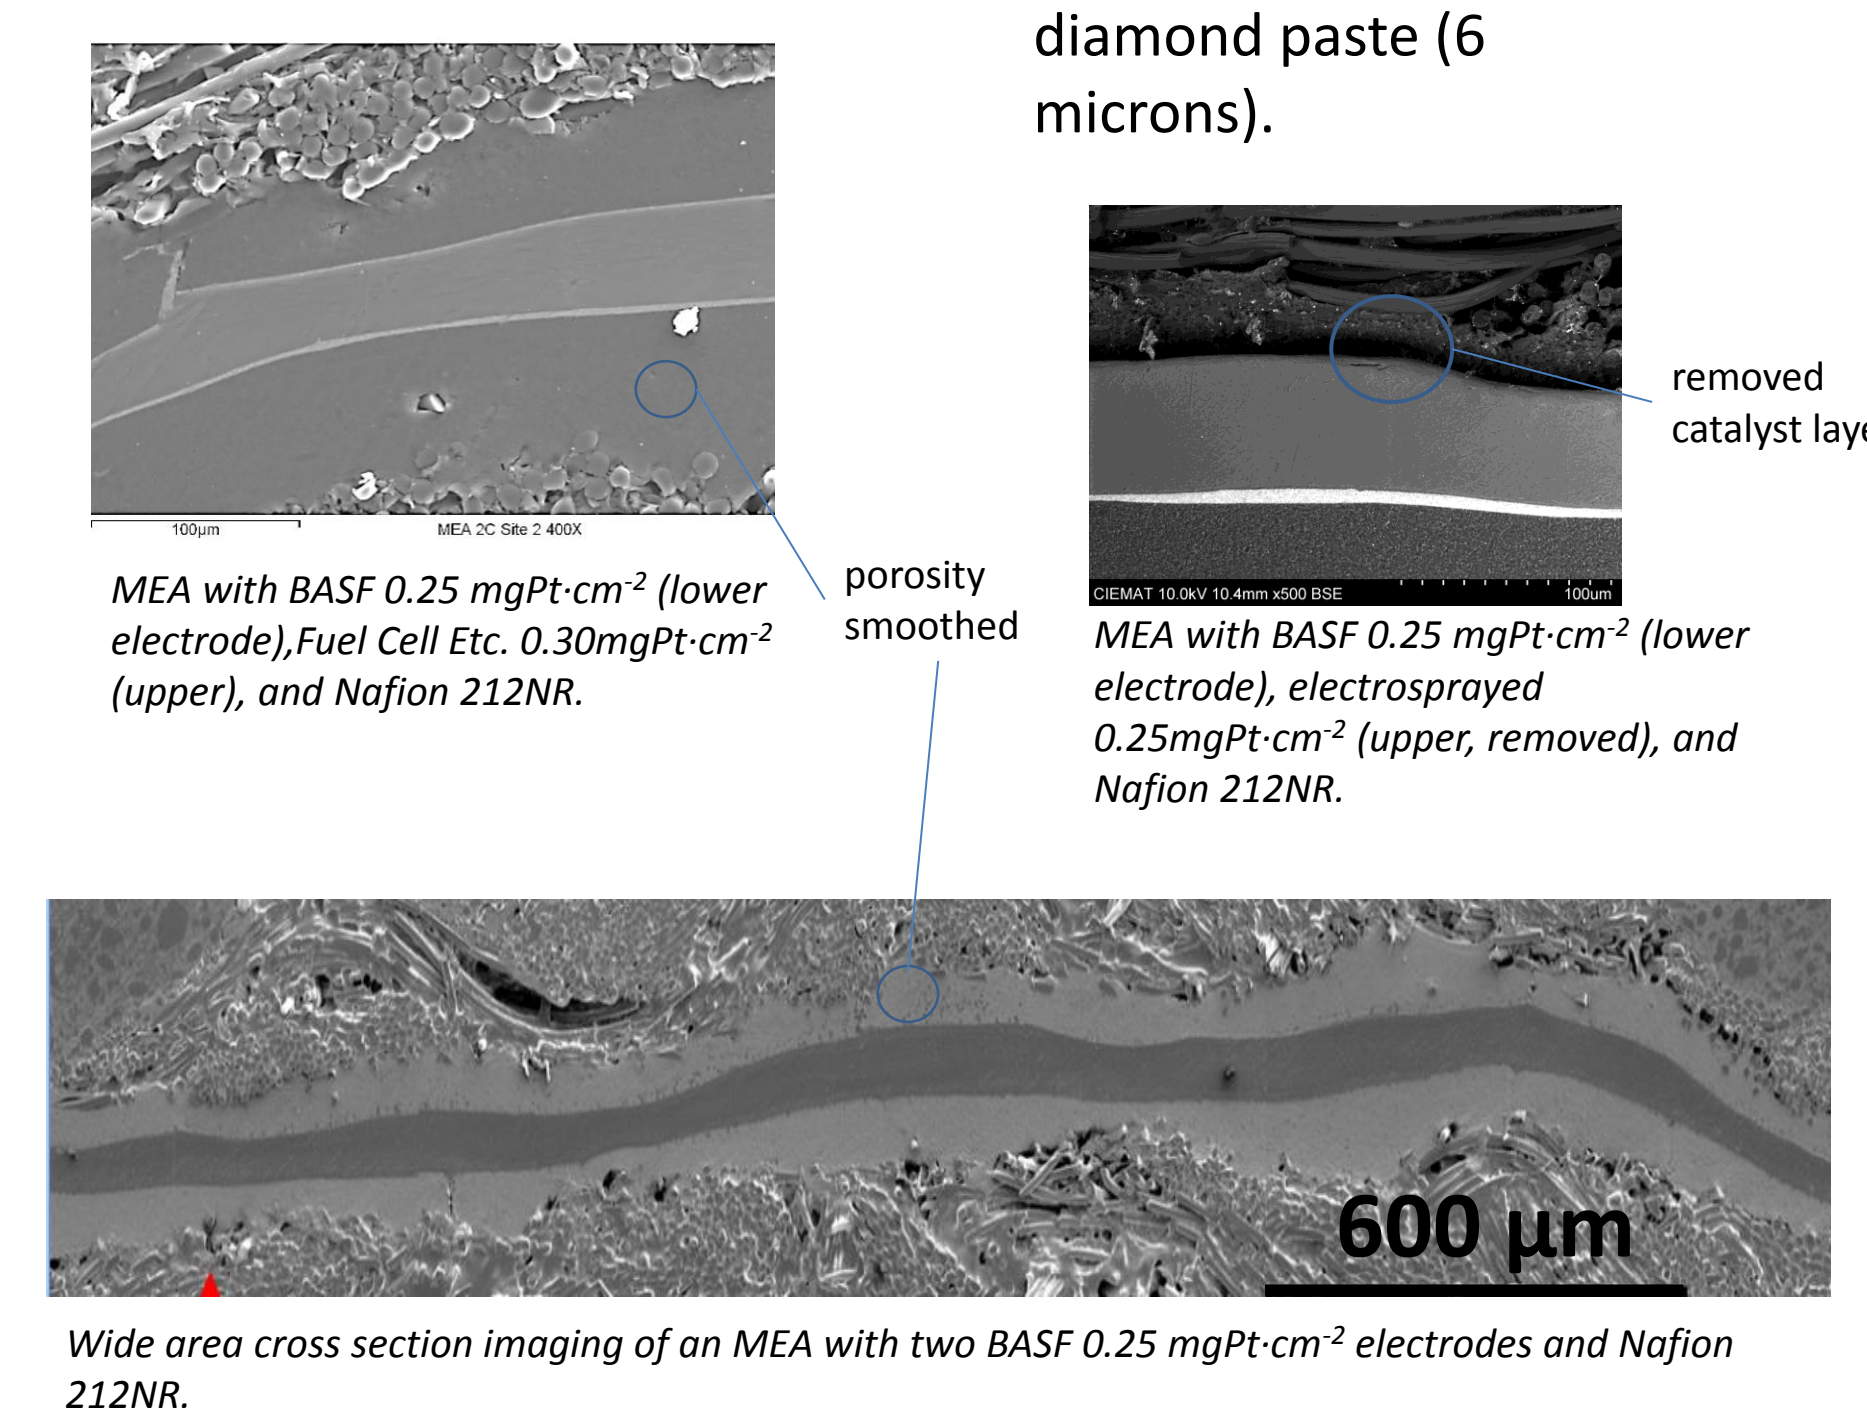 diamond paste (6
microns).
removed
catalyst
100µm
MEA 2C Site 2 400X
porosity
smoothed
CIEMAT 10.0kV 10.4mm x500 BSE
100um
MEA with BASF 0.25 mgPt·cm-2 (lower
electrode),Fuel Cell Etc. 0.30mgPt·cm-2
(upper), and Nafion 212NR.
MEA with BASF 0.25 mgPt·cm-2 (lower
electrode), electrosprayed
0.25mgPt·cm-2 (upper, removed), and
Nafion 212NR.
600 µm
Wide area cross section imaging of an MEA with two BASF 0.25 mgPt·cm-2 electrodes and Nafion
212NR.